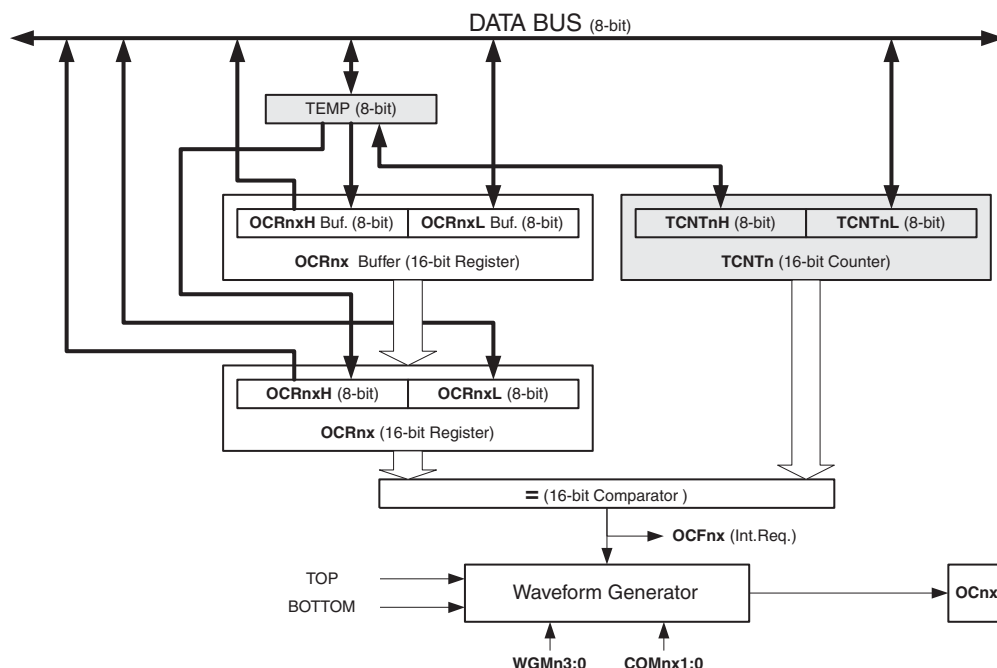 DATA BUS (8-bit)
TEMP (8-bit)
OCRnxH Buf. (8-bit) OCRnxL Buf. (8-bit)
TCNTnH (8-bit) TCNTnL (8-bit)
OCRnx Buffer (16-bit Register)
TCNTn (16-bit Counter)
OCRnxH (8-bit) OCRnxL (8-bit)
OCRnx (16-bit Register)
= (16-bit Comparator )
OCFnx (Int.Req.)
TOP
BOTTOM
Waveform Generator
OCnx
WGMn3:0 COMnx1:0